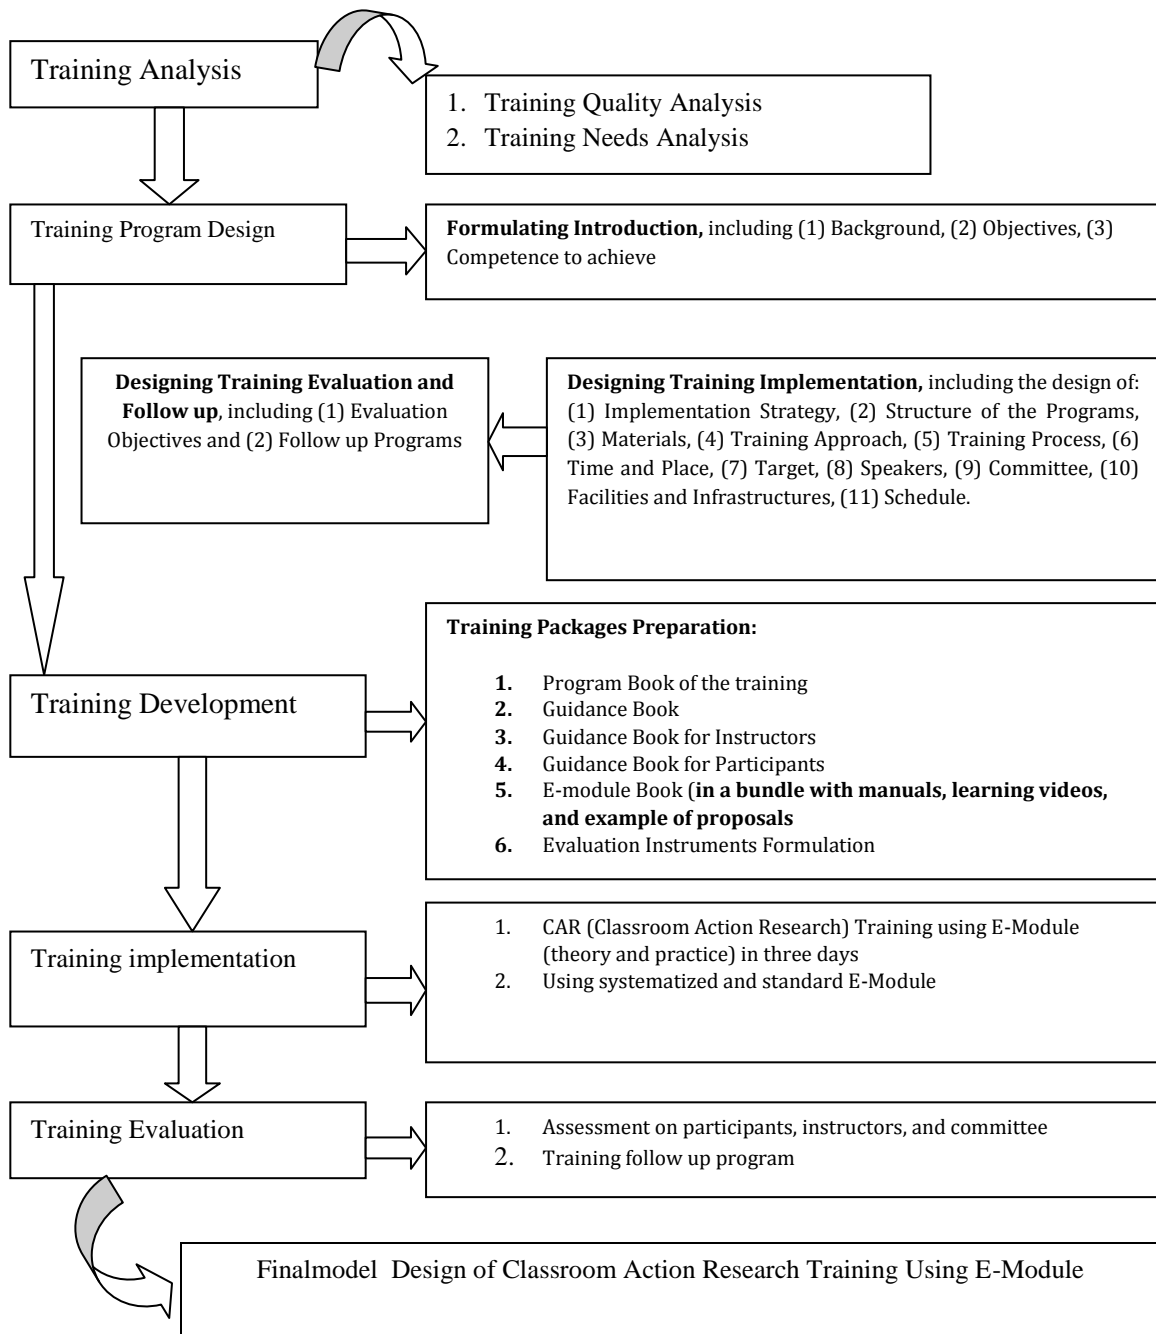 Training Analysis
1. Training Quality Analysis
2. Training Needs Analysis
Training Program Design
Formulating Introduction, including (1) Background, (2) Objectives, (3)
Competence to achieve
Designing Training Evaluation and
Follow up, including (1) Evaluation
Objectives and (2) Follow up Programs
Designing Training Implementation, including the design of:
(1) Implementation Strategy, (2) Structure of the Programs,
(3) Materials, (4) Training Approach, (5) Training Process, (6)
Time and Place, (7) Target, (8) Speakers, (9) Committee, (10)
Facilities and Infrastructures, (11) Schedule.
Training Development
Training Packages Preparation:
1. Program Book of the training
2. Guidance Book
3. Guidance Book for Instructors
4. Guidance Book for Participants
5. E-module Book (in a bundle with manuals, learning videos,
and example of proposals
6. Evaluation Instruments Formulation
Training implementation
1. CAR (Classroom Action Research) Training using E-Module
(theory and practice) in three days
2. Using systematized and standard E-Module
Training Evaluation
1. Assessment on participants, instructors, and committee
2. Training follow up program
Finalmodel Design of Classroom Action Research Training Using E-Module